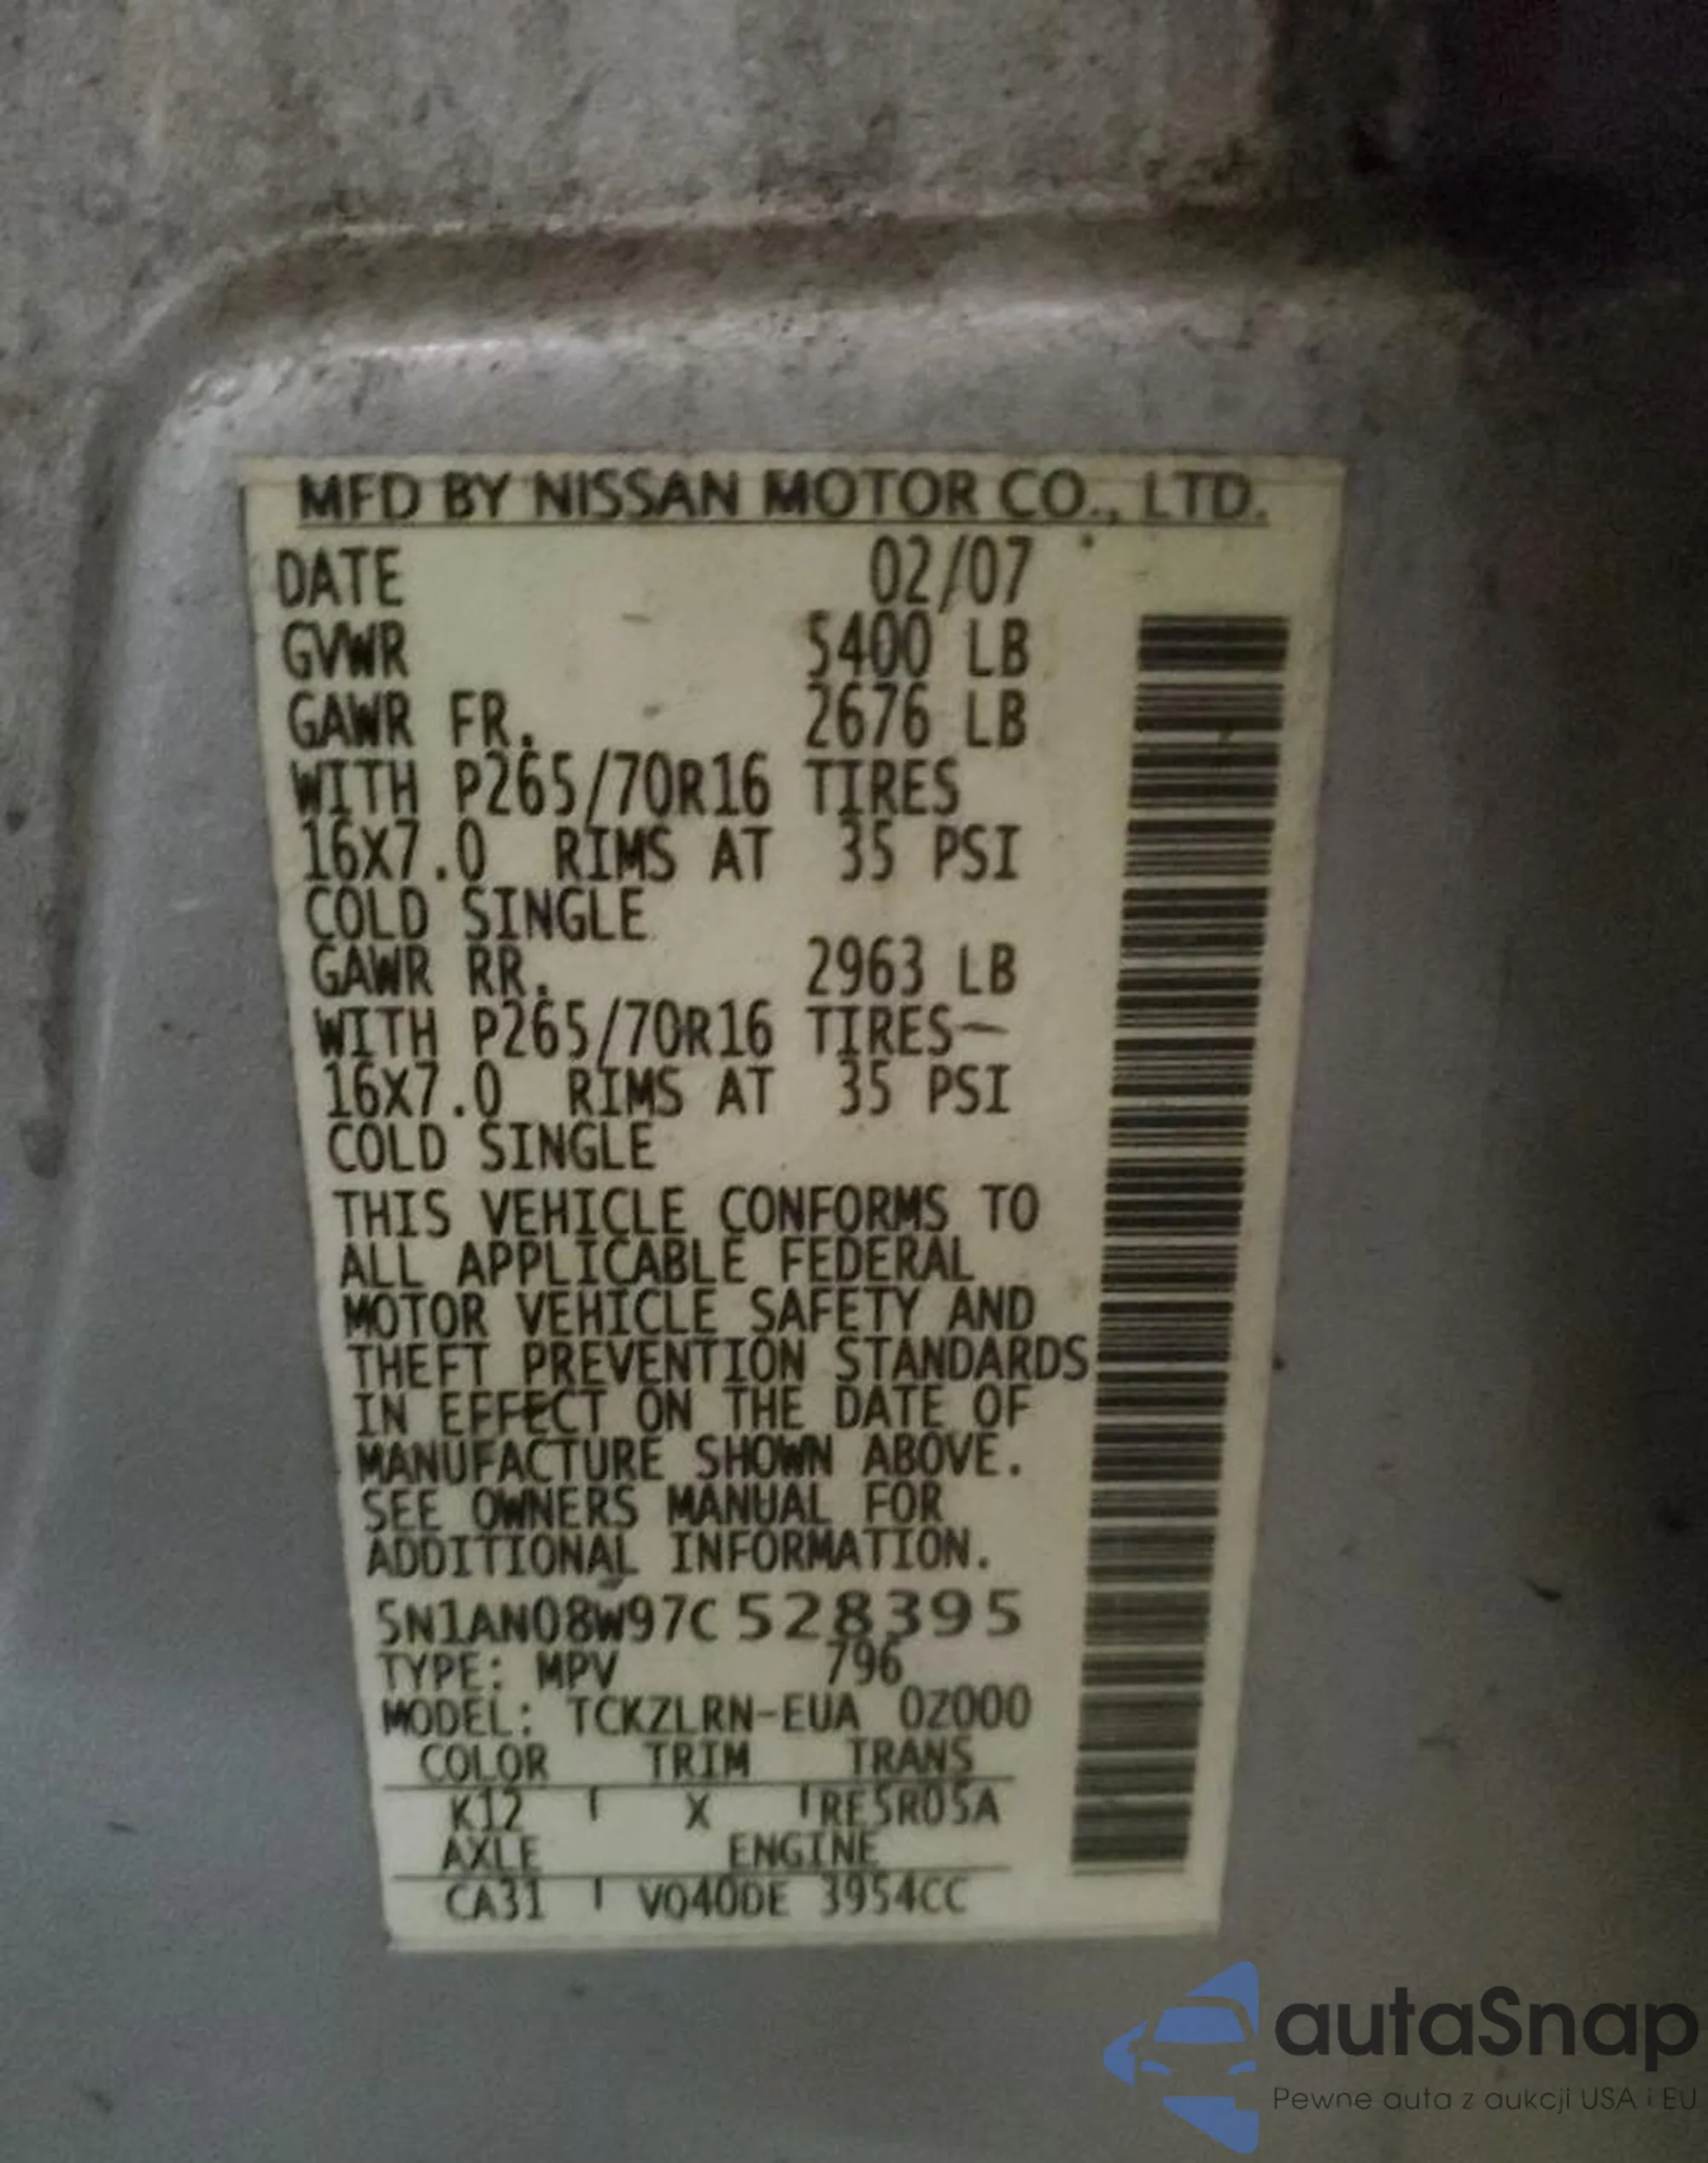 MFD BY NISSAN MOTOR CO., LTD.
DATE 02/07
GVWR 5400 LB
GAWR FR. 2676 LB
WITH P265/70R16 TIRES
16X7.0 RIMS AT 35 PSI
COLD SINGLE
GAWR RR. 2963 LB
WITH P265/70R16 TIRES
16X7.0 RIMS AT 35 PSI
COLD SINGLE
THIS VEHICLE CONFORMS TO
ALL APPLICABLE FEDERAL
MOTOR VEHICLE SAFETY AND
THEFT PREVENTION STANDARDS
IN EFFECT ON THE DATE OF
MANUFACTURE SHOWN ABOVE.
SEE OWNERS MANUAL FOR
ADDITIONAL INFORMATION.
5N1AN08W97C528395
TYPE: MPV 796
MODEL: TCKZLRN-EUA 0Z000
COLOR TRIM TRANS
K12 X RE5R05A
AXLE ENGINE
CA31 VQ40DE 3954CC
autaSnap
Pewne auta z aukcji USA i EU